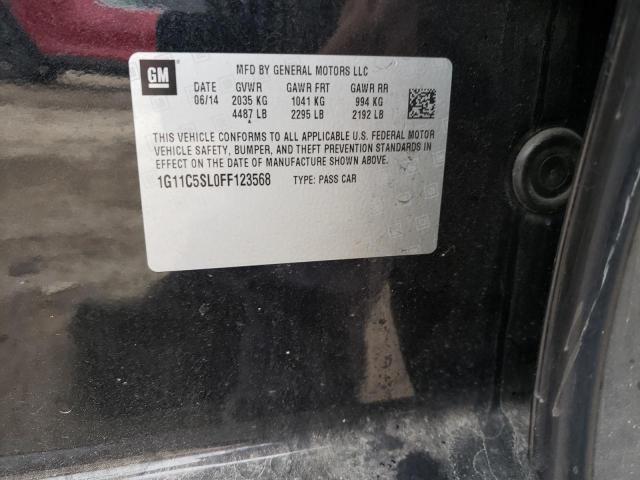 GM
MFD BY GENERAL MOTORS LLC
DATE GVWR GAWR FRT GAWR RR
06/14 2035 KG 1041 KG 994 KG
4487 LB 2295 LB 2192 LB
THIS VEHICLE CONFORMS TO ALL APPLICABLE U.S. FEDERAL MOTOR
VEHICLE SAFETY, BUMPER, AND THEFT PREVENTION STANDARDS IN
EFFECT ON THE DATE OF MANUFACTURE SHOWN ABOVE.
1G11C5SL0FF123568 TYPE: PASS CAR